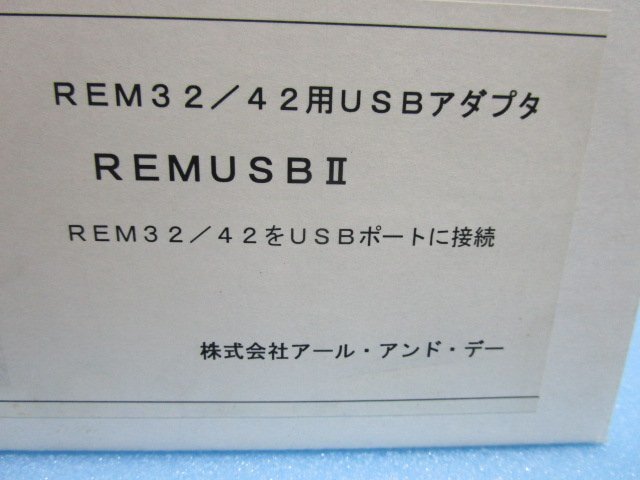 ＲＥＭ３２／４２用ＵＳＢアダプタ
ＲＥＭＵＳＢⅡ
ＲＥＭ３２／４２をＵＳＢポートに接続
株式会社アール・アンド・デー